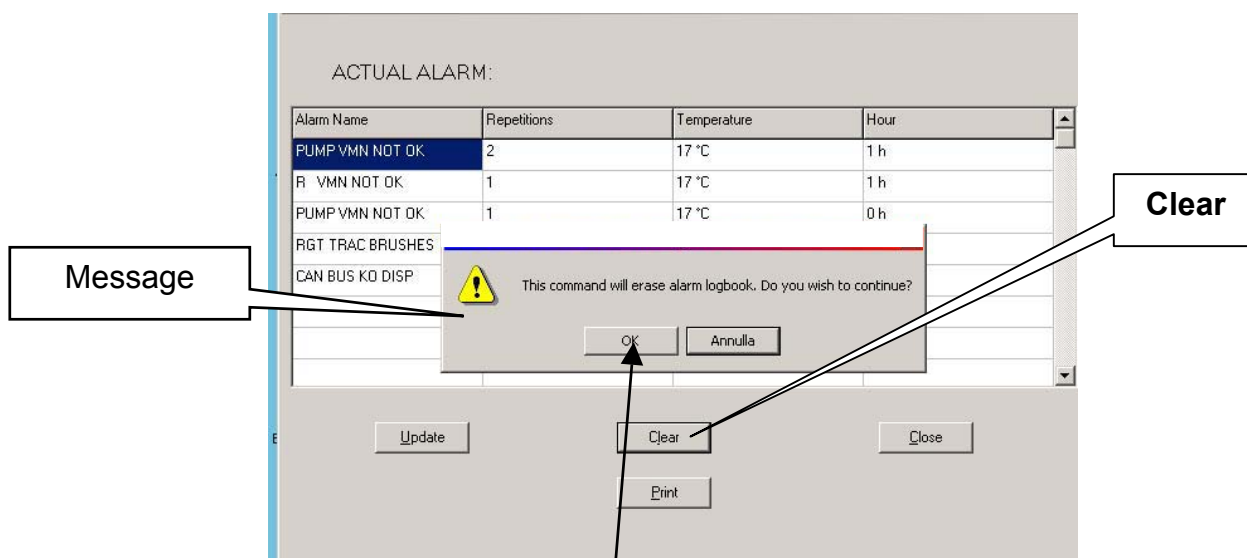 ACTUAL ALARM:
Alarm Name Repetitions Temperature Hour
PUMP VMN NOT OK 2 17 °C 1 h
R VMN NOT OK 1 17 °C 1 h
PUMP VMN NOT OK 1 17 °C 0 h
RGT TRAC BRUSHES
CAN BUS KO DISP
This command will erase alarm logbook. Do you wish to continue?
OK Annulla
Message
Clear
Update Clear Close
Print